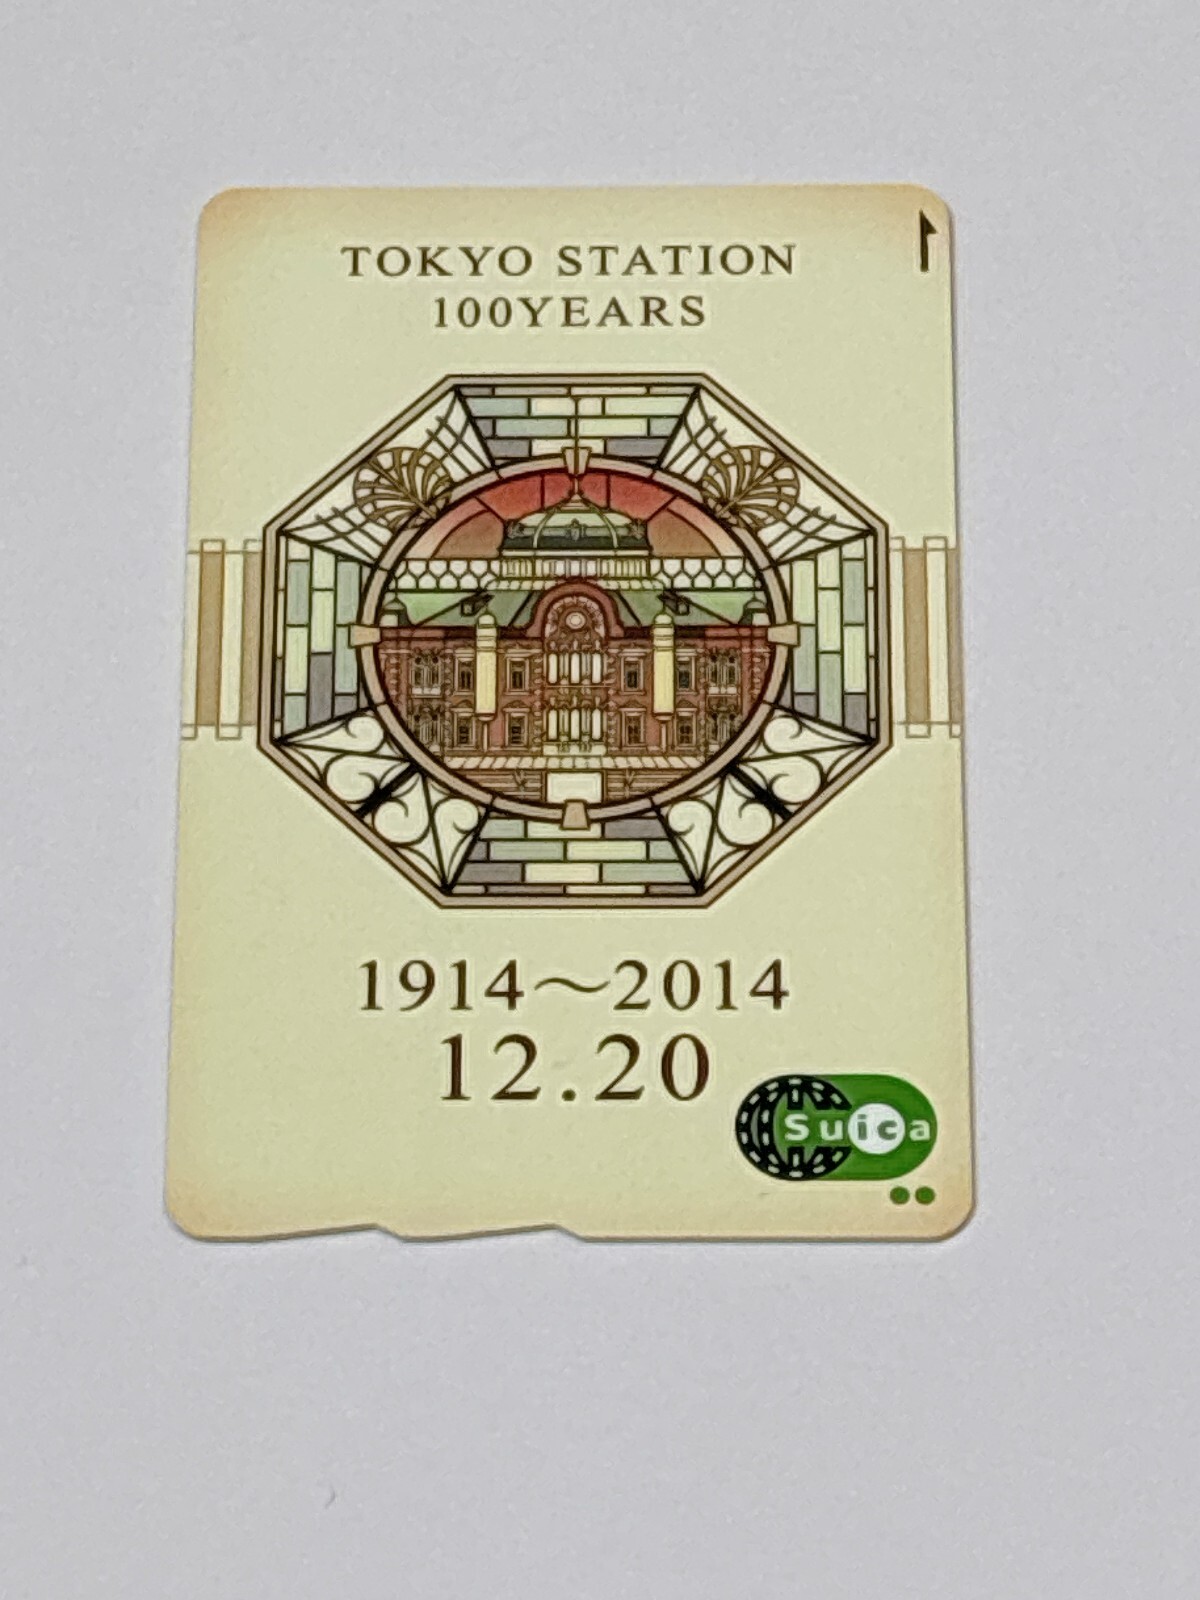 TOKYO STATION
100YEARS
1914～2014
12.20
Suica